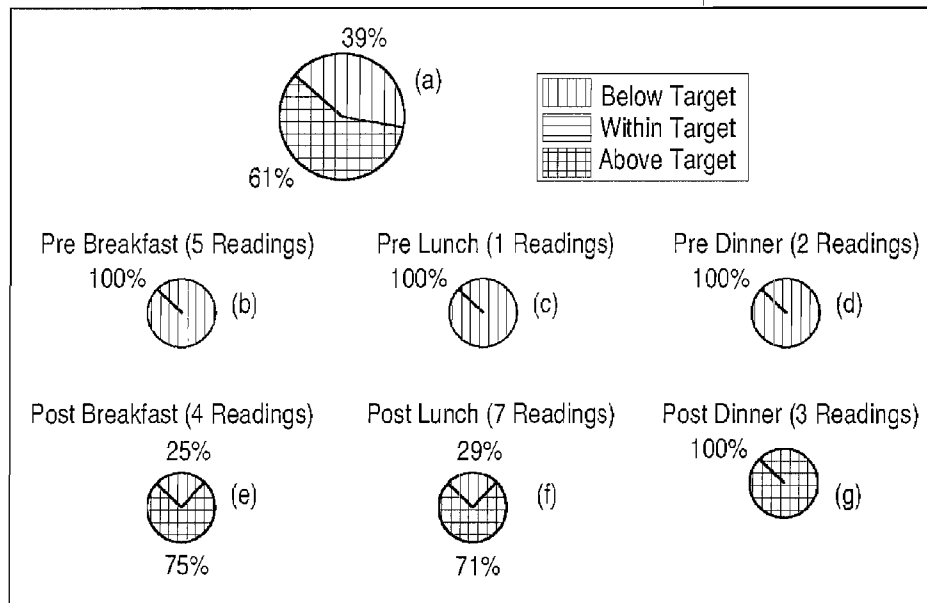 39%
(a)
61%
Below Target
Within Target
Above Target
Pre Breakfast (5 Readings)
100%
(b)
Pre Lunch (1 Readings)
100%
(c)
Pre Dinner (2 Readings)
100%
(d)
Post Breakfast (4 Readings)
25%
(e)
75%
Post Lunch (7 Readings)
29%
(f)
71%
Post Dinner (3 Readings)
100%
(g)